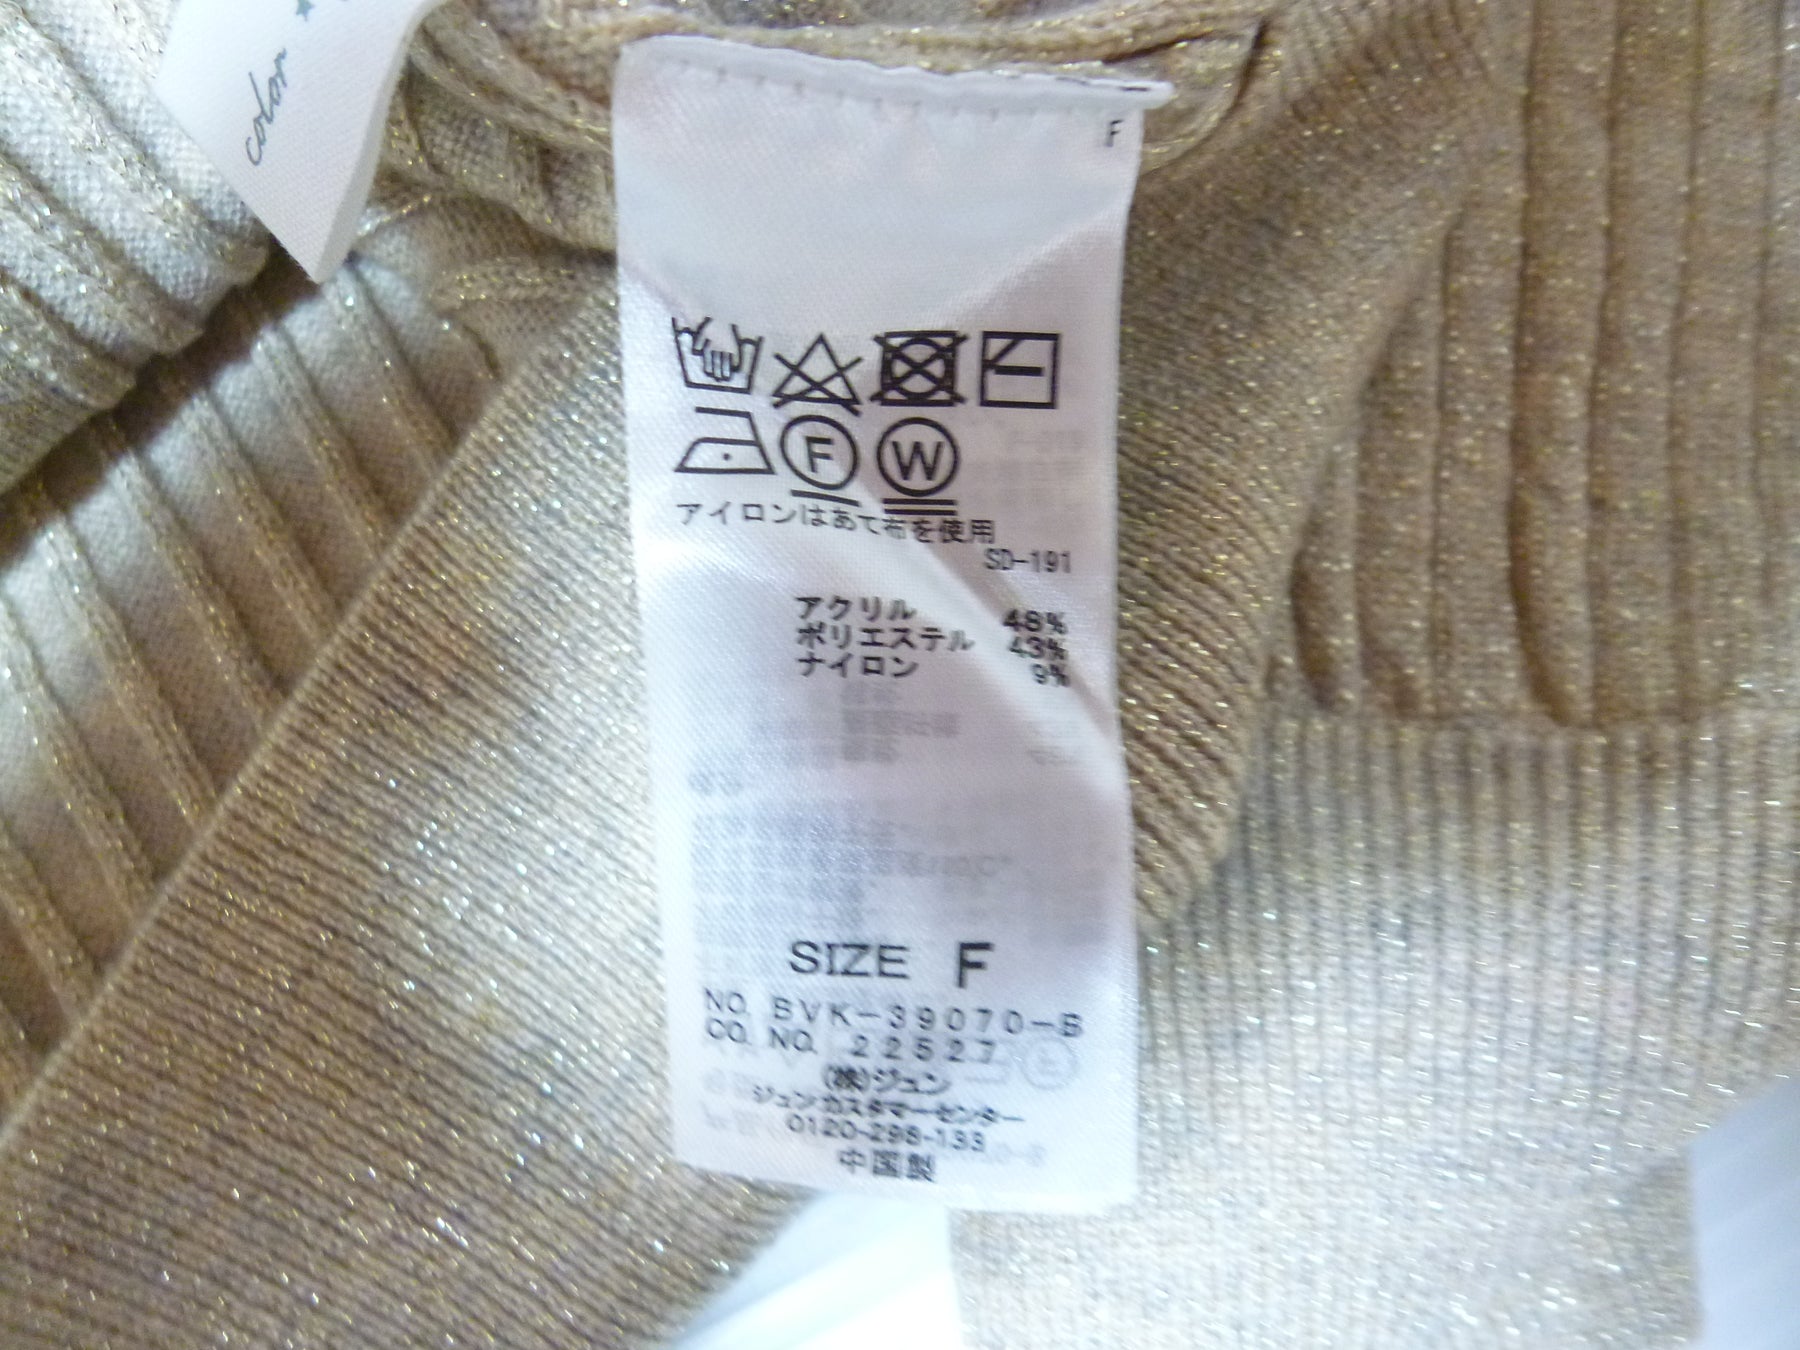 color
F
F
W
アイロンはあて布を使用
SD-191
アクリル 48%
ポリエステル 43%
ナイロン 9%
SIZE F
NO. BVK-39070-B
CO. NO. 22527
(株)ジュン
ジュンカスタマーセンター
0120-298-133
中国製